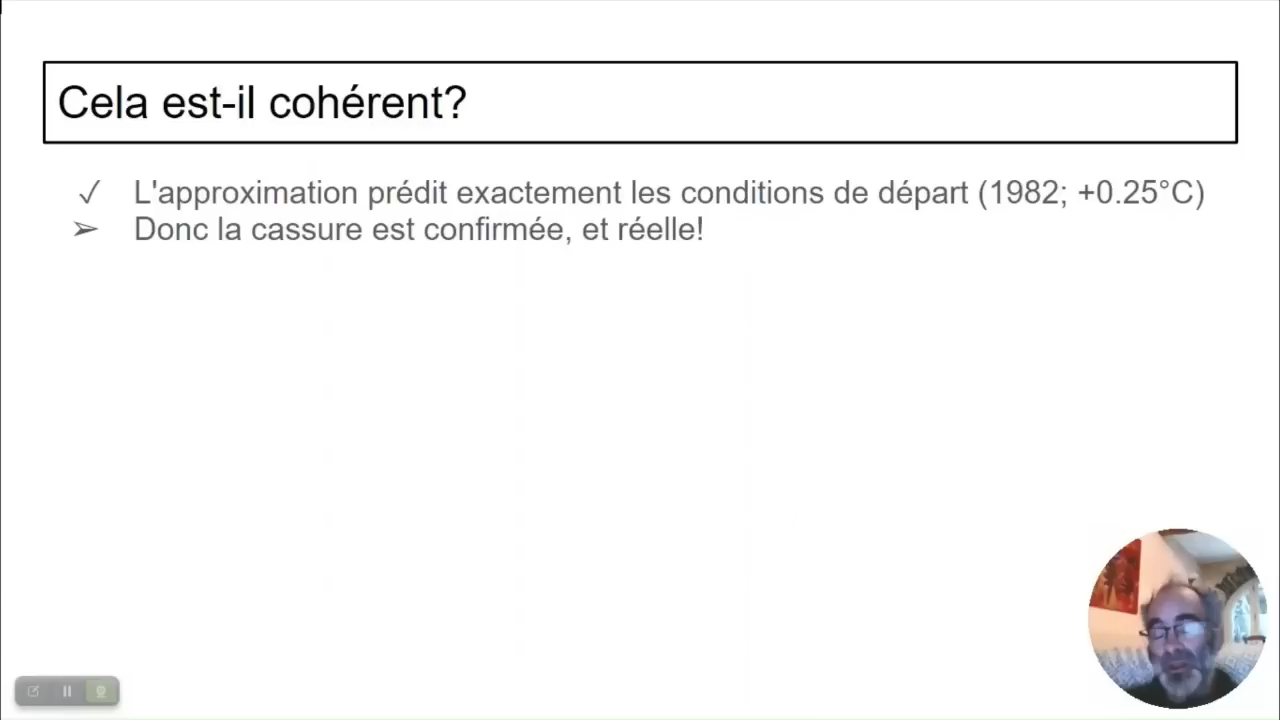 Cela est-il cohérent?
✓ L'approximation prédit exactement les conditions de départ (1982; +0.25°C)
➢ Donc la cassure est confirmée, et réelle!